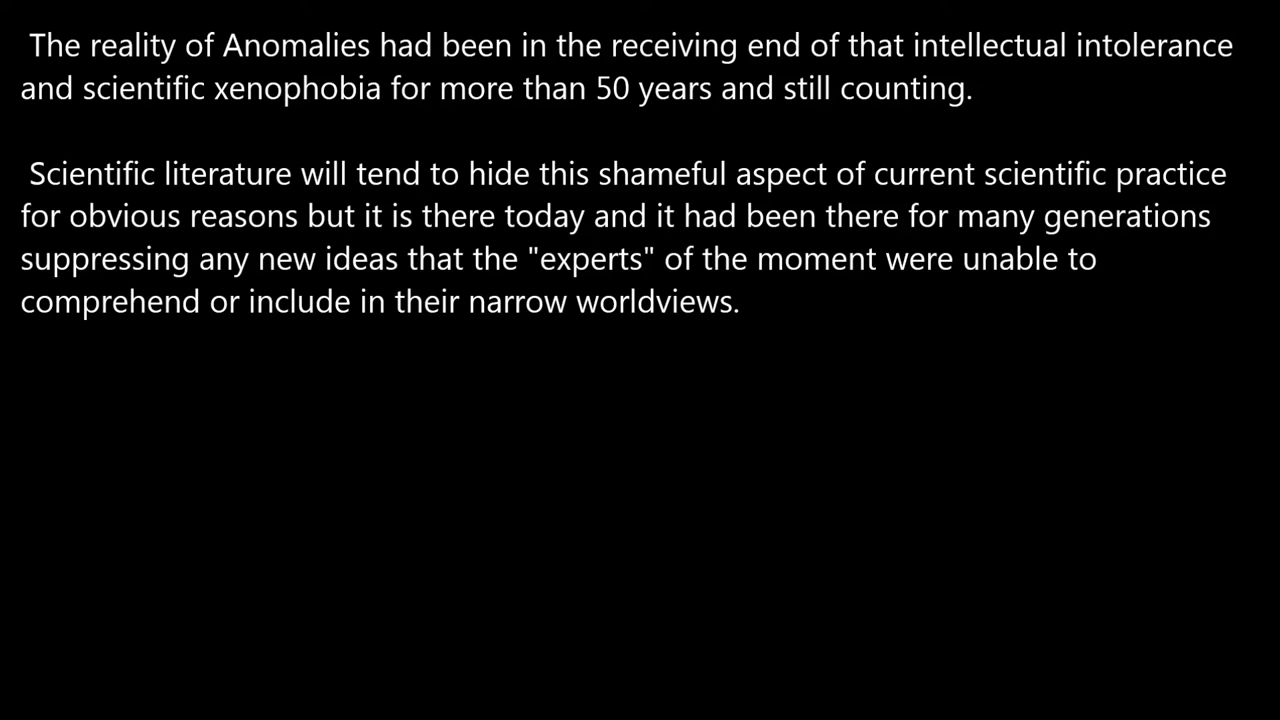 The reality of Anomalies had been in the receiving end of that intellectual intolerance
and scientific xenophobia for more than 50 years and still counting.
Scientific literature will tend to hide this shameful aspect of current scientific practice
for obvious reasons but it is there today and it had been there for many generations
suppressing any new ideas that the "experts" of the moment were unable to
comprehend or include in their narrow worldviews.